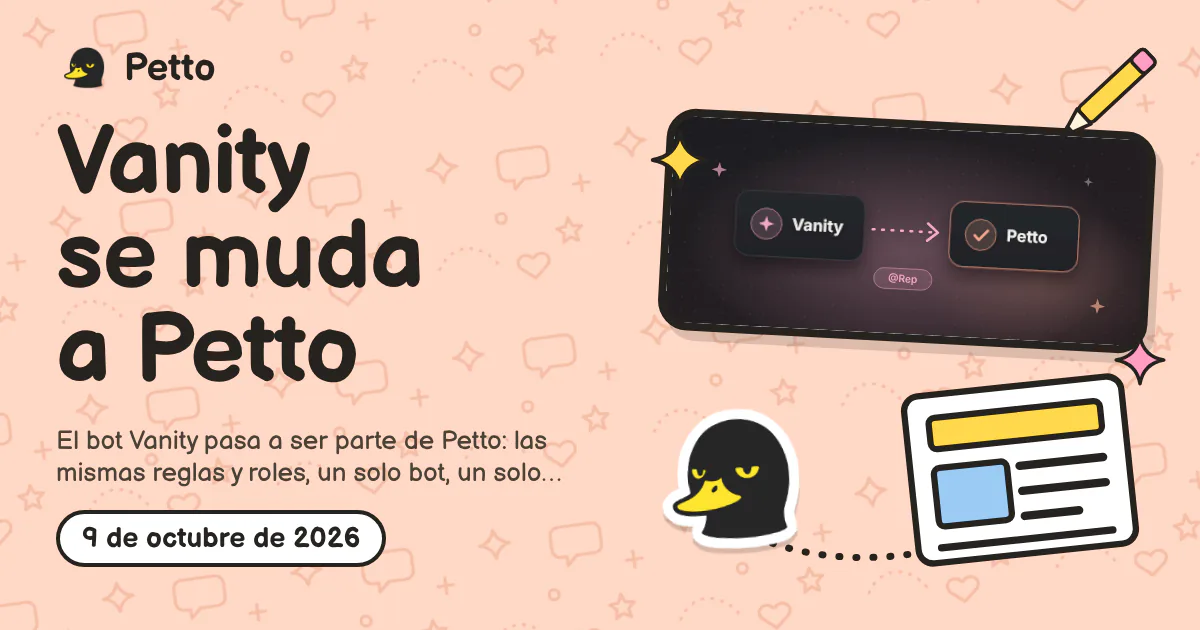 Petto
Vanity
se muda
a Petto
El bot Vanity pasa a ser parte de Petto: las
mismas reglas y roles, un solo bot, un solo…
9 de octubre de 2026
Vanity
Petto
@Rep